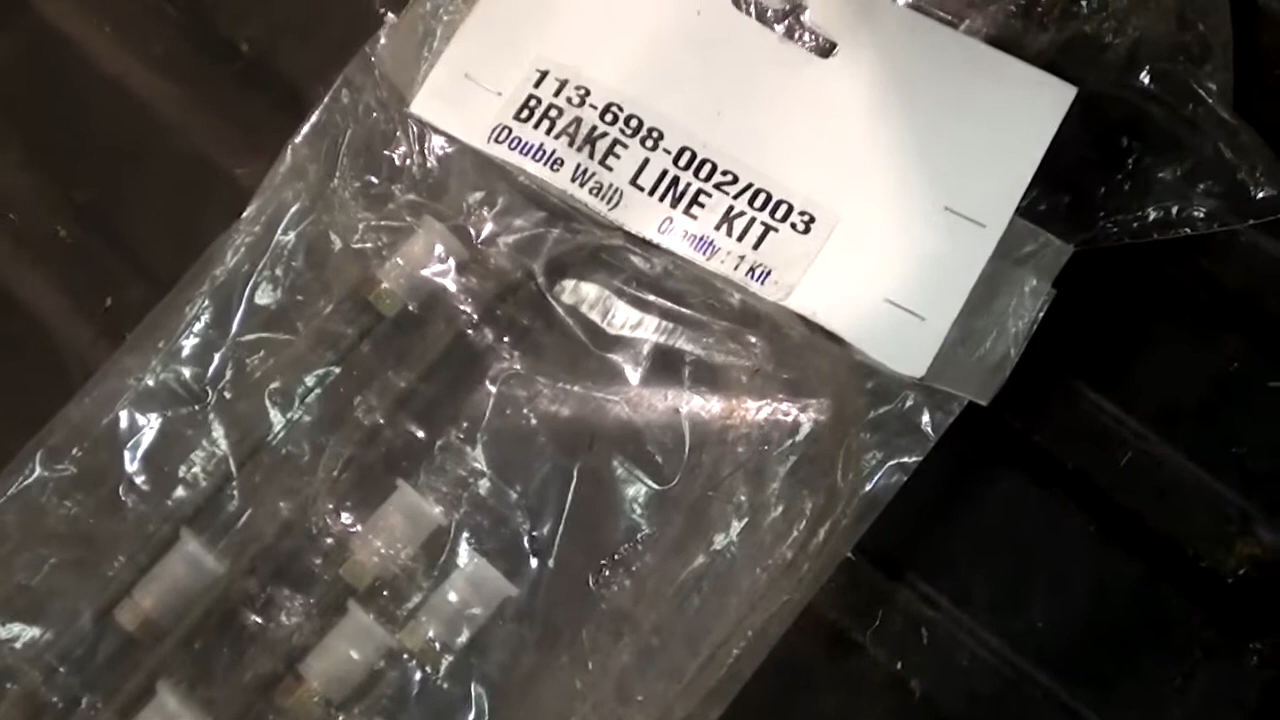 113-698-002/003
BRAKE LINE KIT
(Double Wall)
Quantity : 1 Kit